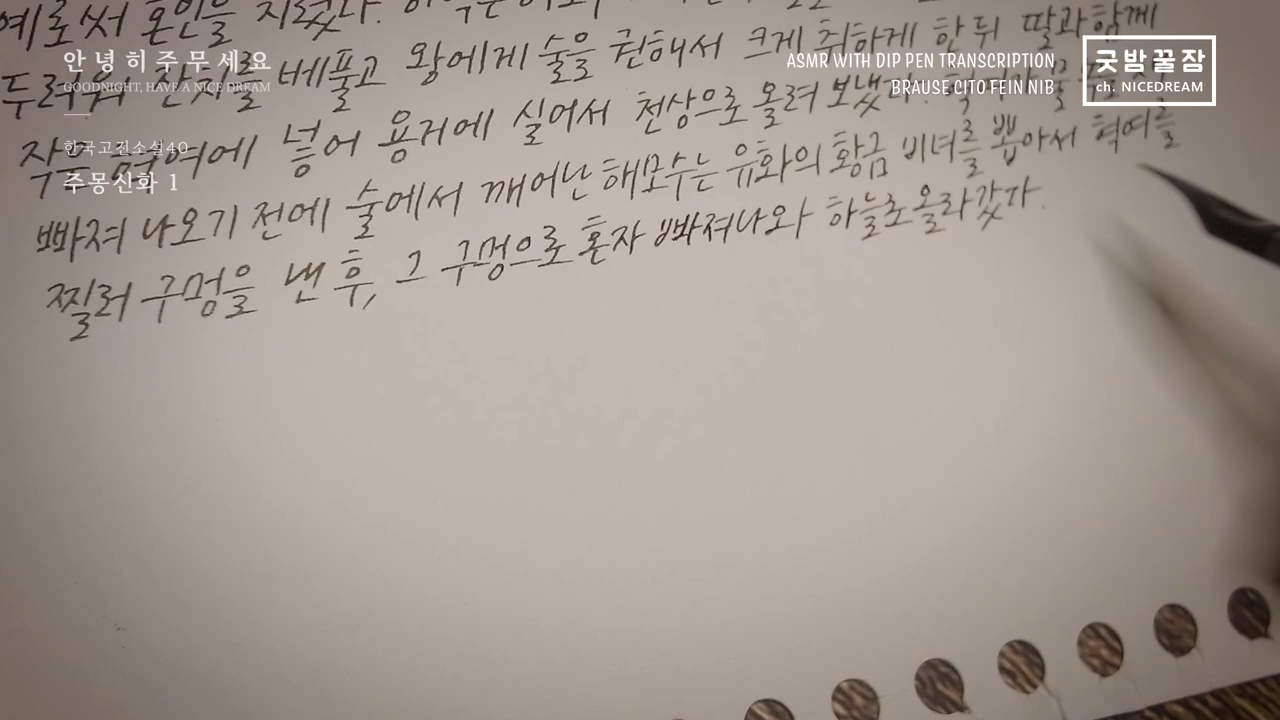 안녕히주무세요
GOODNIGHT, HAVE A NICE DREAM
한국고전소설40
주몽신화 1
ASMR WITH DIP PEN TRANSCRIPTION
BRAUSE CITO FEIN NIB
굿밤꿀잠
ch. NICEDREAM
예로써 혼인을 치렀다.
두려워 잔치를 베풀고 왕에게 술을 권해서 크게 취하게 한 뒤 딸과 함께
작은 혁여에 넣어 용거에 실어서 천상으로 올려 보냈다.
빠져 나오기 전에 술에서 깨어난 해모수는 유화의 황금 비녀를 뽑아서 혁여를
찔러 구멍을 낸 후, 그 구멍으로 혼자 빠져나와 하늘로 올라갔다.